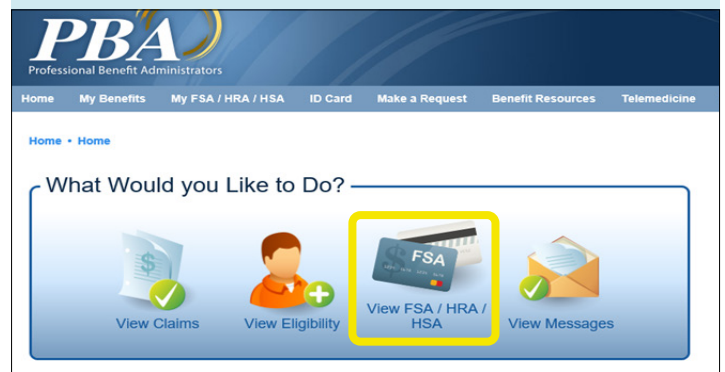 PBA
Professional Benefit Administrators
Home My Benefits My FSA / HRA / HSA ID Card Make a Request Benefit Resources Telemedicine
Home • Home
What Would you Like to Do?
$
$ FSA
View Claims View Eligibility View FSA / HRA / HSA View Messages